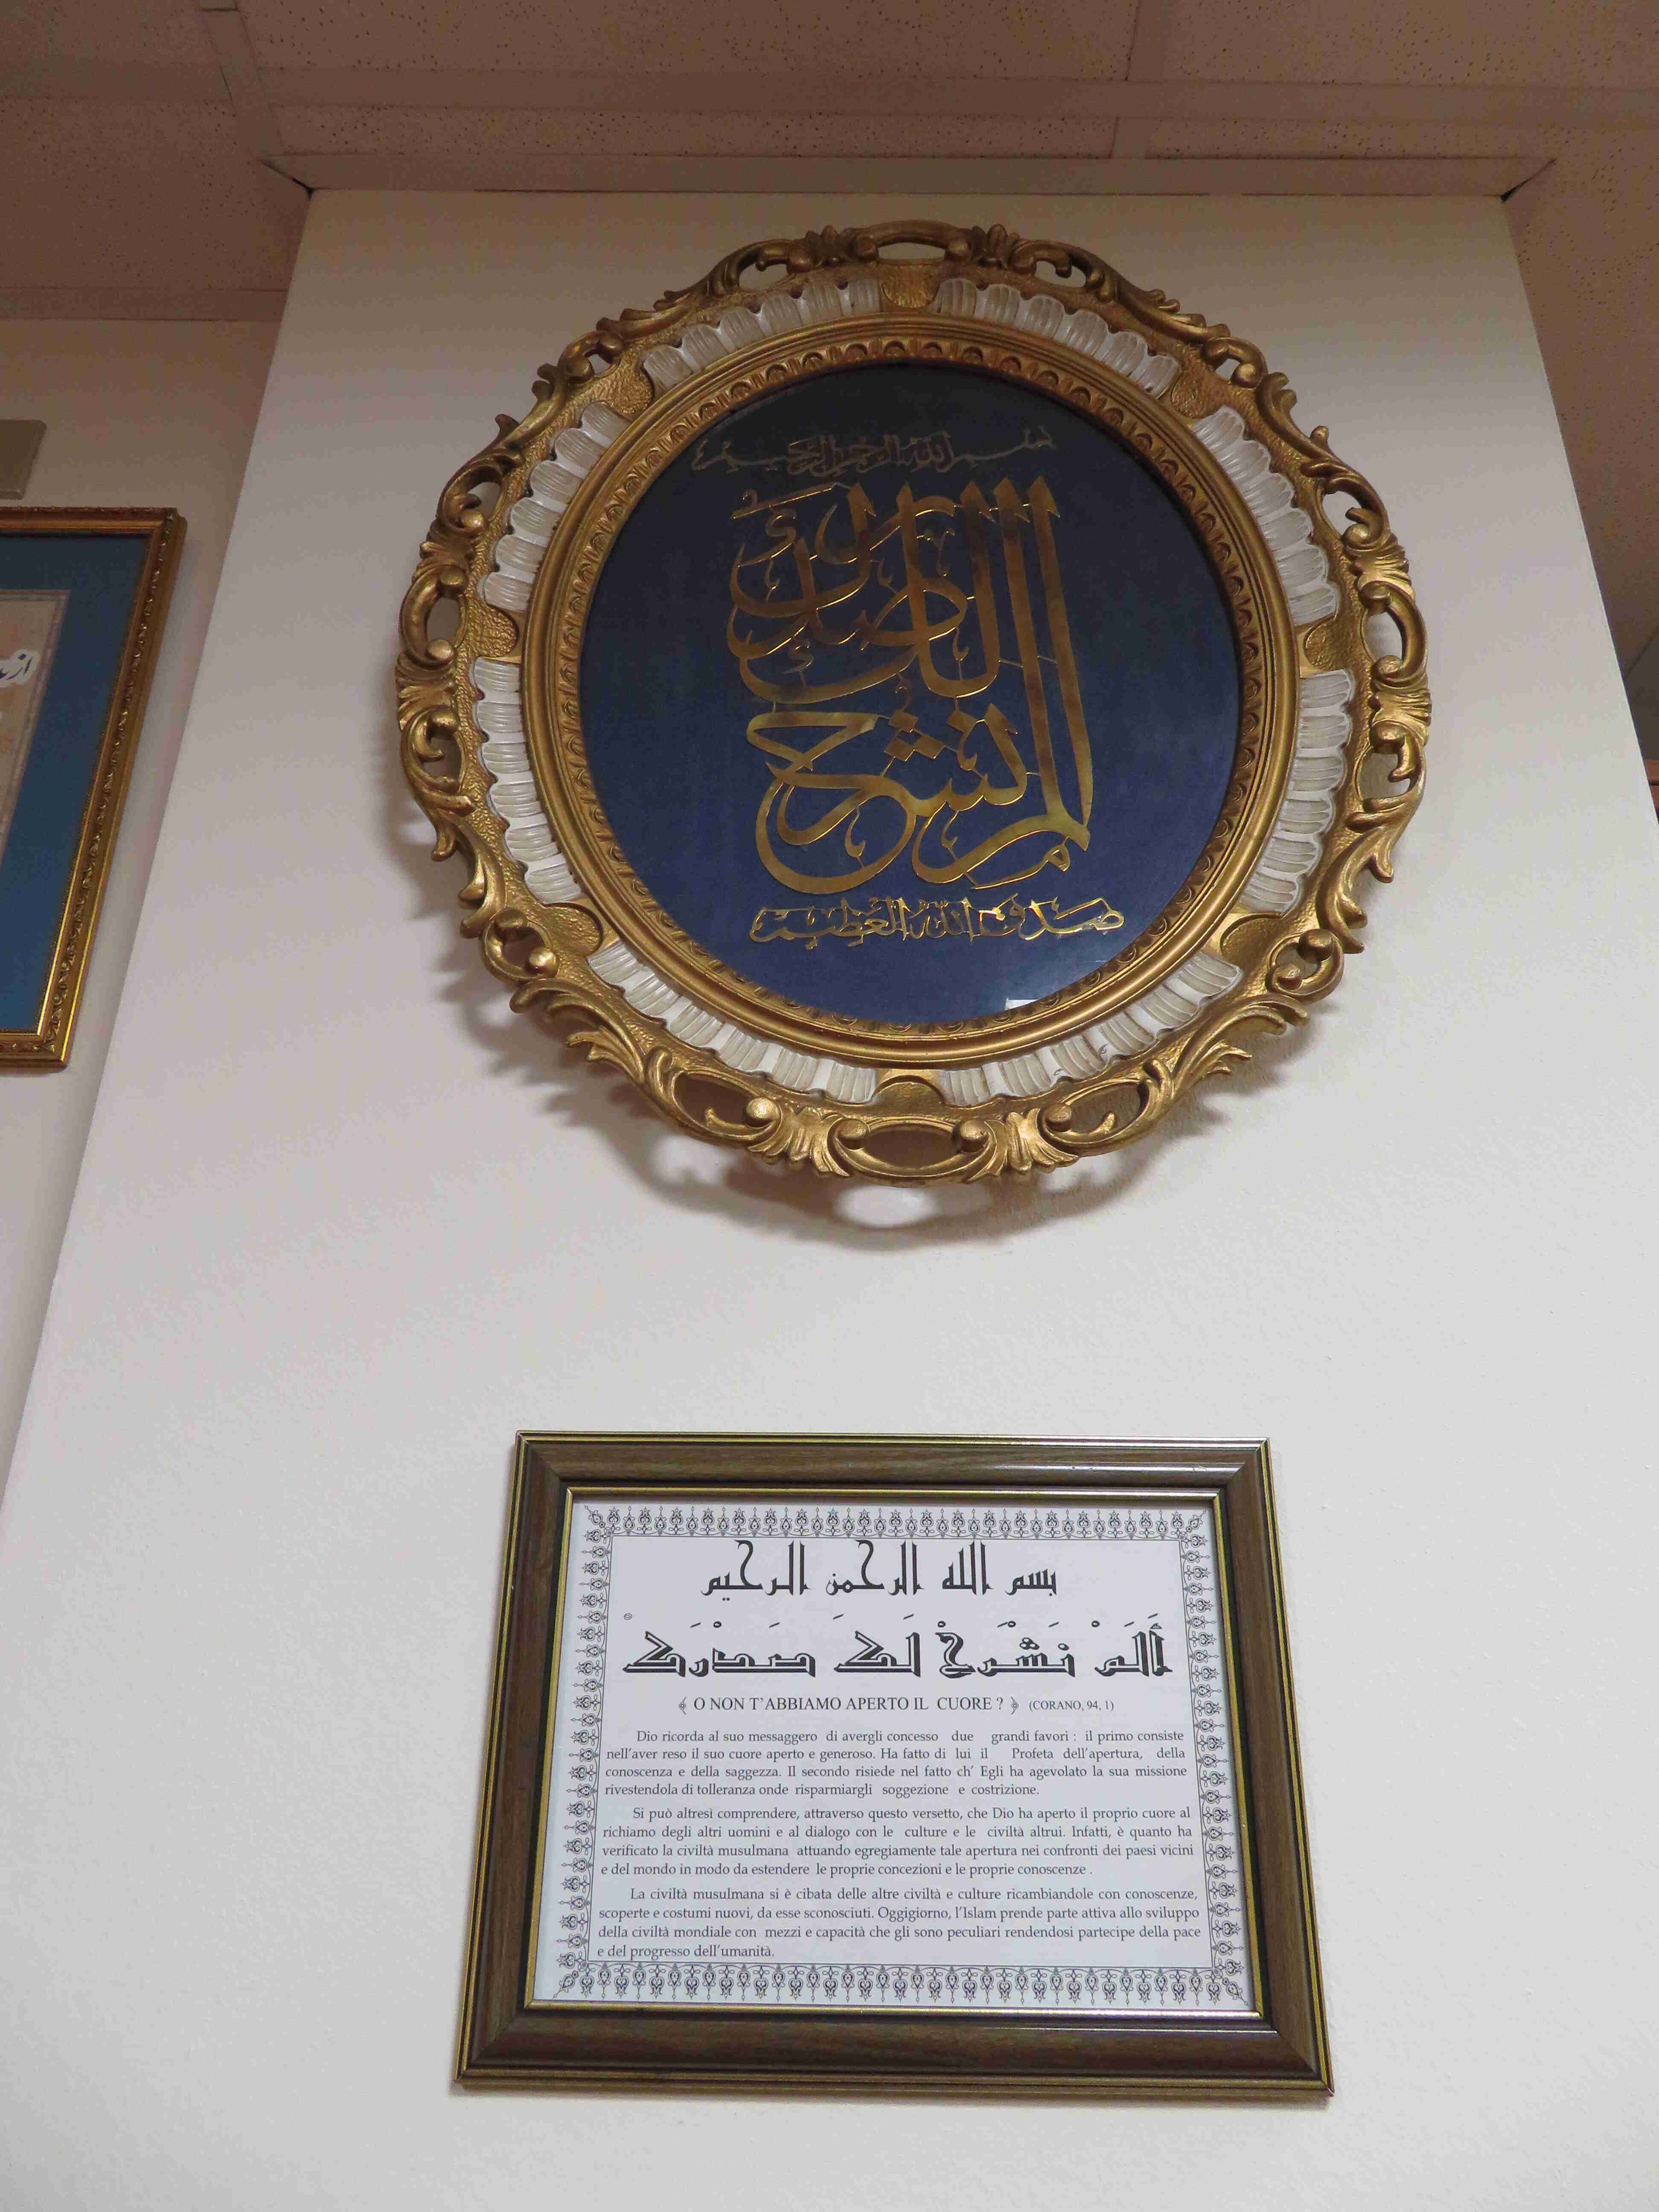 بسم الله الرحمن الرحيم
ألم نشرح لك صدرك
صدق الله العظيم
بسم الله الرحمن الرحيم
أَلَمْ نَشْرَحْ لَكَ صَدْرَكَ
﴾ O NON T'ABBIAMO APERTO IL CUORE ? ﴿ (CORANO, 94, 1)
Dio ricorda al suo messaggero di avergli concesso due grandi favori : il primo consiste
nell'aver reso il suo cuore aperto e generoso. Ha fatto di lui il Profeta dell'apertura, della
conoscenza e della saggezza. Il secondo risiede nel fatto ch' Egli ha agevolato la sua missione
rivestendola di tolleranza onde risparmiargli soggezione e costrizione.
Si può altresì comprendere, attraverso questo versetto, che Dio ha aperto il proprio cuore al
richiamo degli altri uomini e al dialogo con le culture e le civiltà altrui. Infatti, è quanto ha
verificato la civiltà musulmana attuando egregiamente tale apertura nei confronti dei paesi vicini
e del mondo in modo da estendere le proprie concezioni e le proprie conoscenze .
La civiltà musulmana si è cibata delle altre civiltà e culture ricambiandole con conoscenze,
scoperte e costumi nuovi, da esse sconosciuti. Oggigiorno, l'Islam prende parte attiva allo sviluppo
della civiltà mondiale con mezzi e capacità che gli sono peculiari rendendosi partecipe della pace
e del progresso dell'umanità.